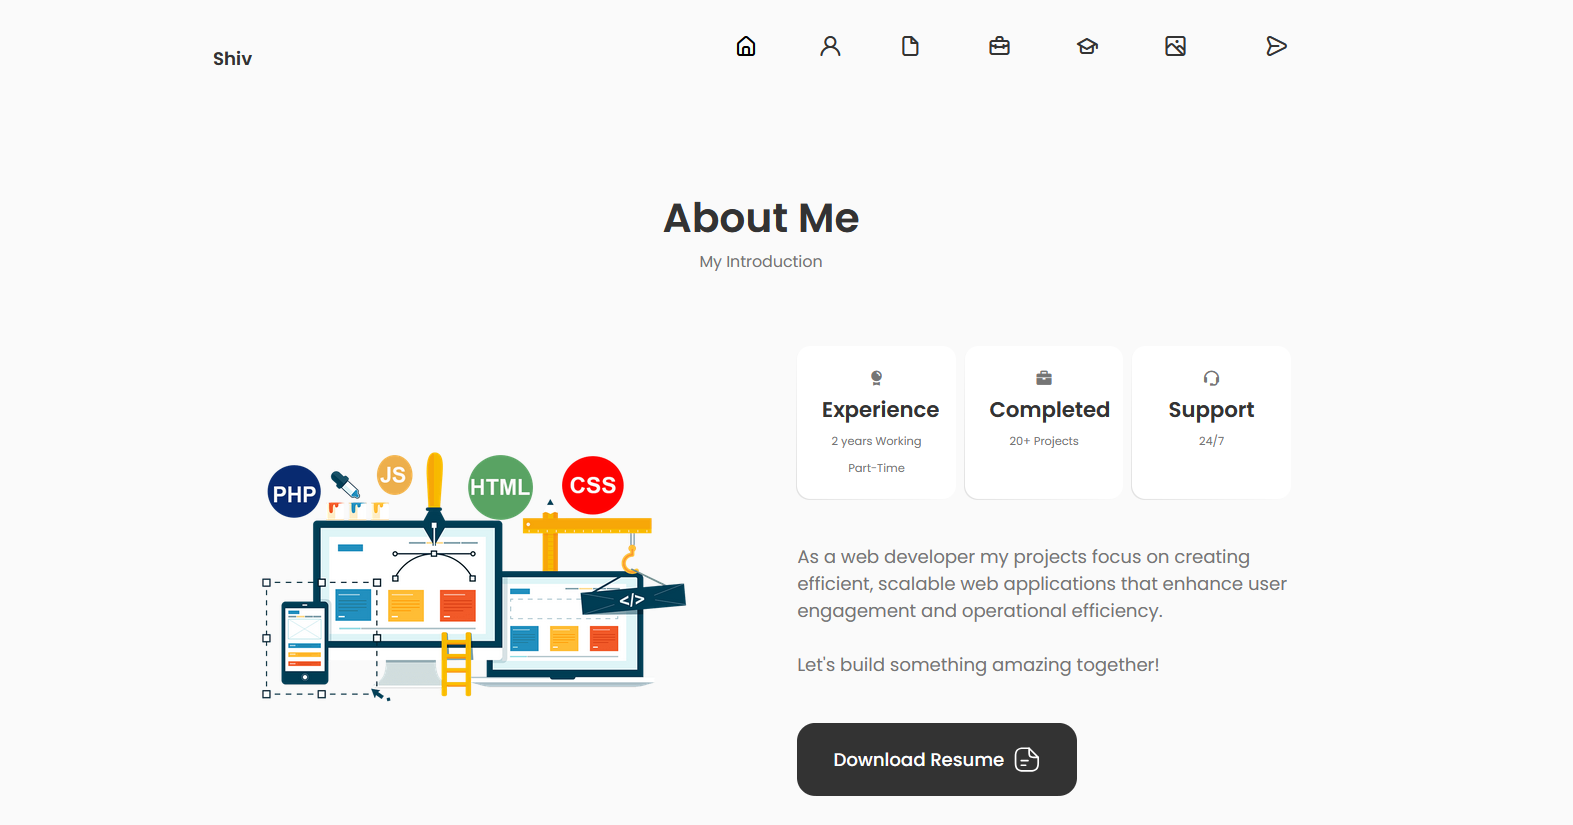 Shiv
About Me
My Introduction
Experience
2 years Working
Part-Time
Completed
20+ Projects
Support
24/7
PHP
JS
HTML
CSS
</>
As a web developer my projects focus on creating
efficient, scalable web applications that enhance user
engagement and operational efficiency.
Let's build something amazing together!
Download Resume